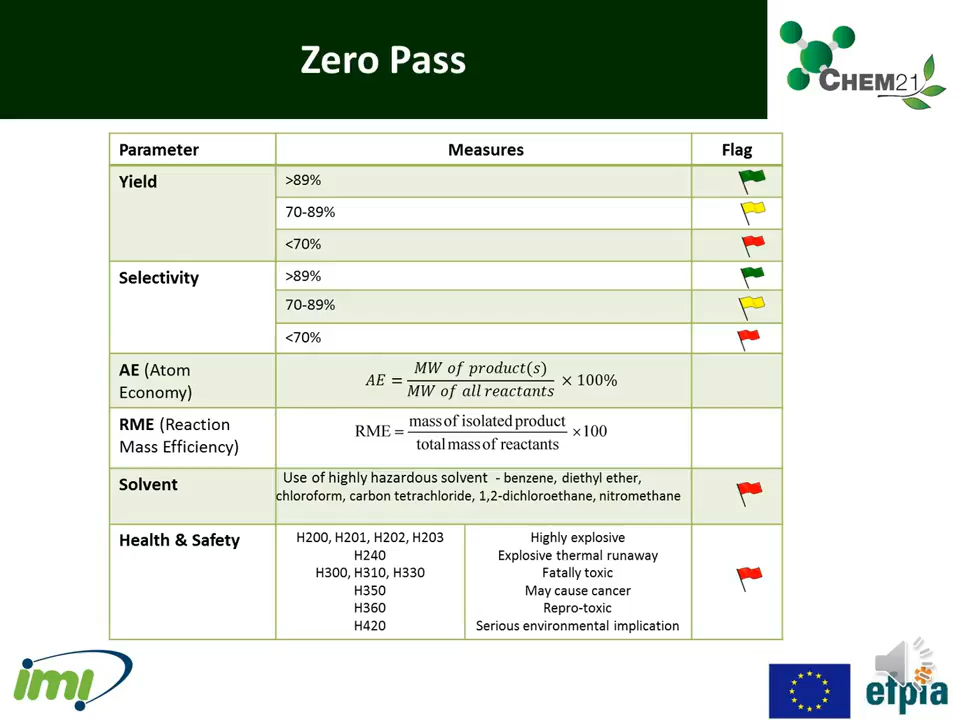 Zero Pass
CHEM21
Parameter Measures Flag
Yield >89%
70-89%
<70%
Selectivity >89%
70-89%
<70%
AE (Atom
Economy)
AE = MW of product(s) / MW of all reactants × 100%
RME (Reaction
Mass Efficiency)
RME = mass of isolated product / total mass of reactants ×100
Solvent
Use of highly hazardous solvent - benzene, diethyl ether,
chloroform, carbon tetrachloride, 1,2-dichloroethane, nitromethane
Health & Safety
H200, H201, H202, H203 Highly explosive
H240 Explosive thermal runaway
H300, H310, H330 Fatally toxic
H350 May cause cancer
H360 Repro-toxic
H420 Serious environmental implication
imi
efpia